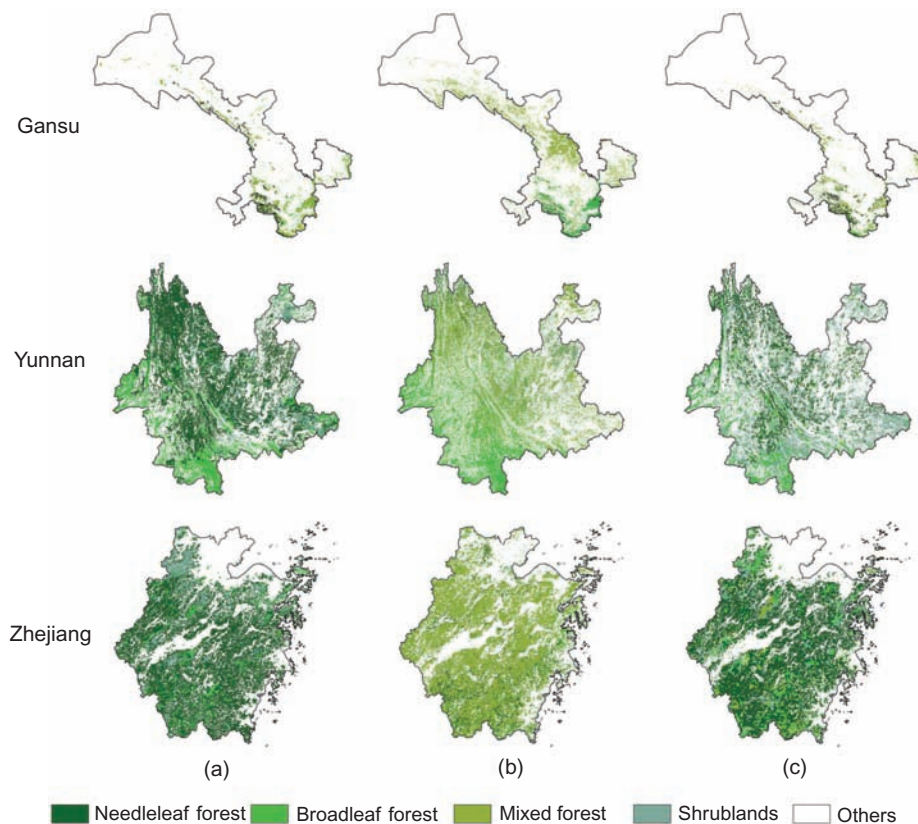 Gansu
Yunnan
Zhejiang
(a) (b) (c)
Needleleaf forest Broadleaf forest Mixed forest Shrublands Others